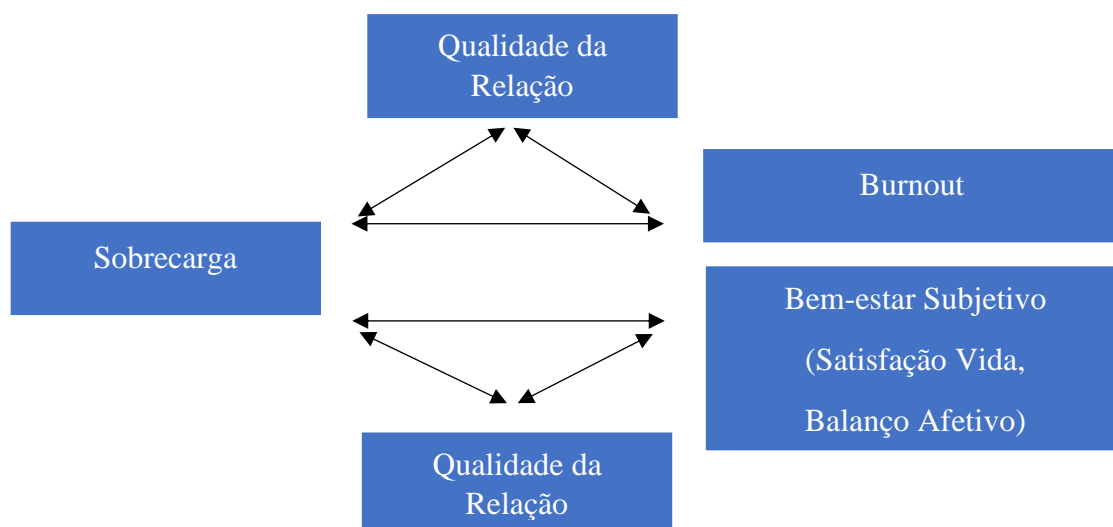 Qualidade da
Relação
Burnout
Sobrecarga
Bem-estar Subjetivo
(Satisfação Vida,
Balanço Afetivo)
Qualidade da
Relação